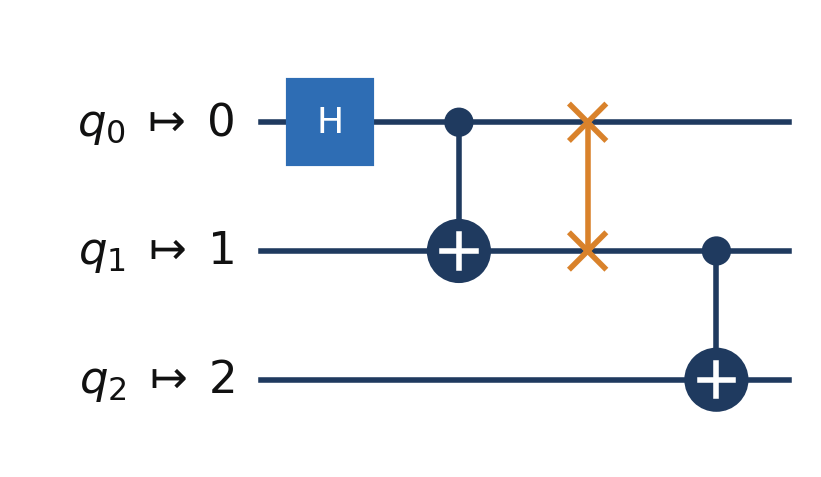 q₀ ↦ 0
H
q₁ ↦ 1
q₂ ↦ 2